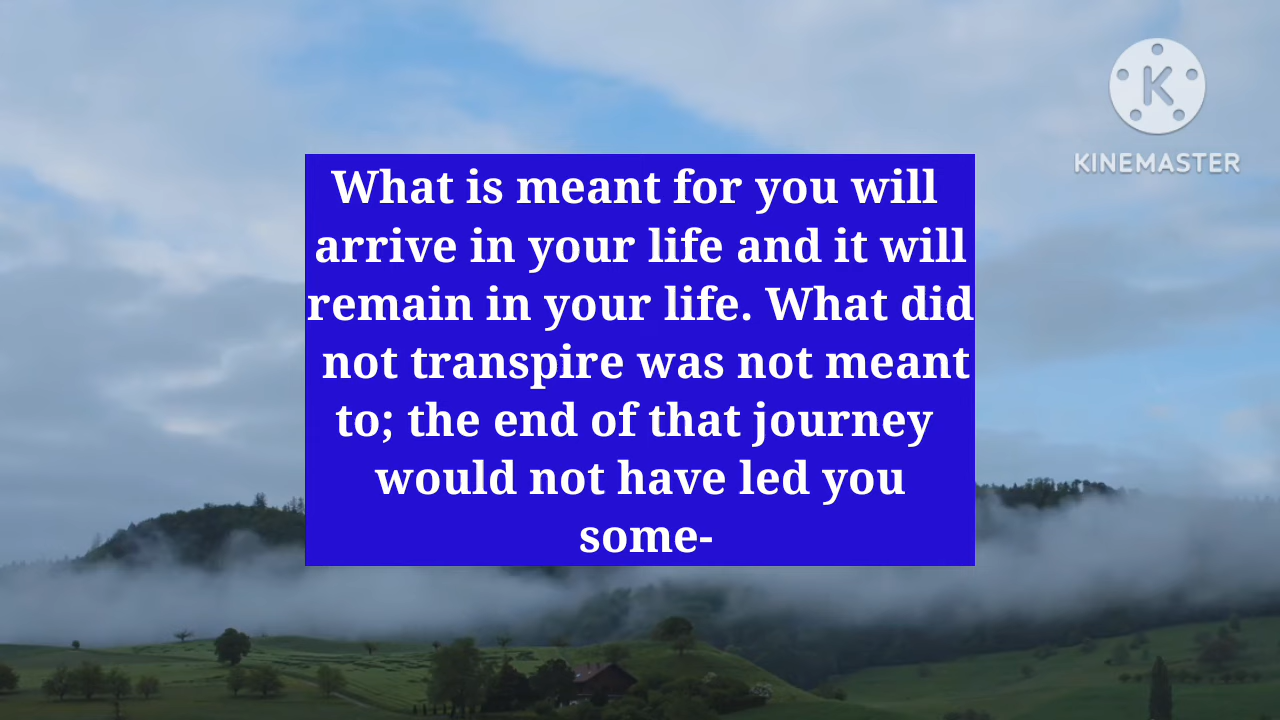 K
KINEMASTER
What is meant for you will
arrive in your life and it will
remain in your life. What did
not transpire was not meant
to; the end of that journey
would not have led you
some-